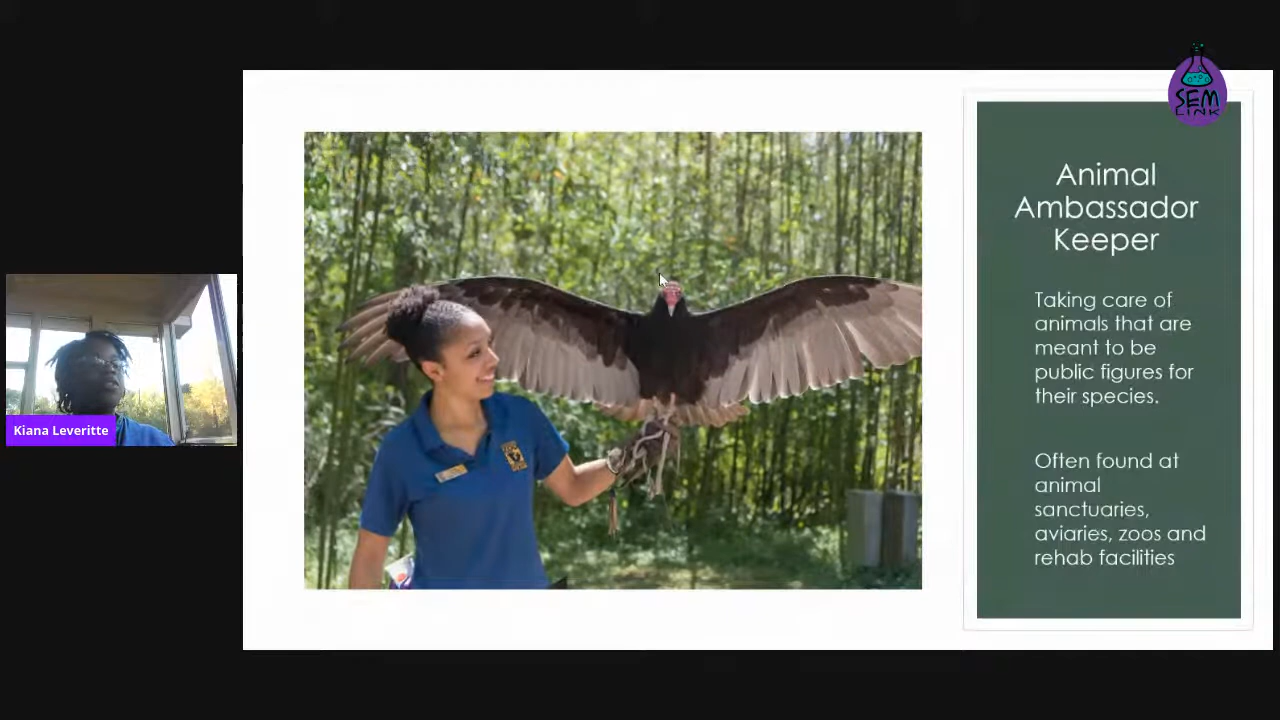 SEM
LINK
Animal
Ambassador
Keeper
Taking care of
animals that are
meant to be
public figures for
their species.
Often found at
animal
sanctuaries,
aviaries, zoos and
rehab facilities
Kiana Leveritte